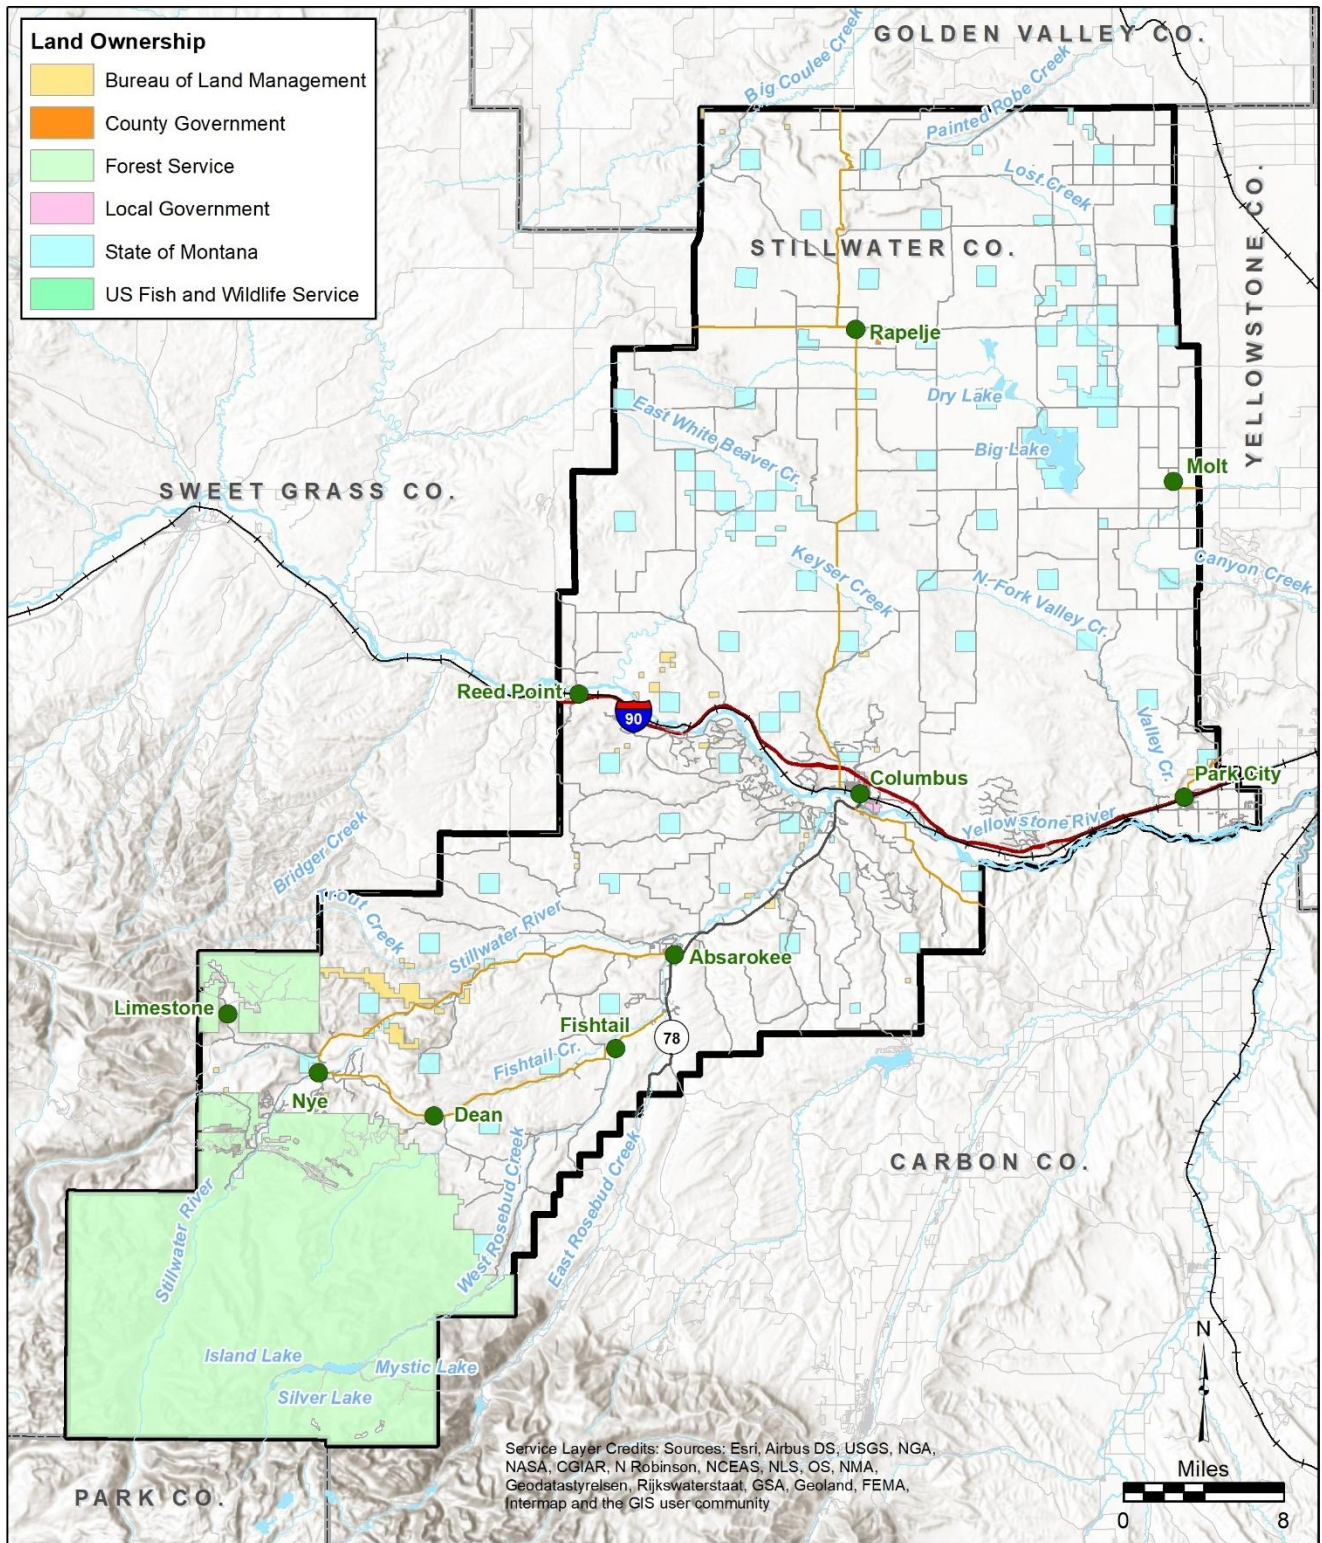 Land Ownership
Bureau of Land Management
County Government
Forest Service
Local Government
State of Montana
US Fish and Wildlife Service
GOLDEN VALLEY CO.
Big Coulee Creek
Painted Robe Creek
Lost Creek
STILLWATER CO.
YELLOWSTONE CO.
Rapelje
Dry Lake
East White Beaver Cr.
Big Lake
Molt
SWEET GRASS CO.
Keyser Creek
N. Fork Valley Cr.
Canyon Creek
Reed Point
90
Valley Cr.
Columbus
Park City
Yellowstone River
Bridger Creek
Trout Creek
Stillwater River
Absarokee
Limestone
Fishtail
78
Fishtail Cr.
Nye
Dean
West Rosebud Creek
East Rosebud Creek
CARBON CO.
Stillwater River
Island Lake
Mystic Lake
Silver Lake
N
PARK CO.
Service Layer Credits: Sources: Esri, Airbus DS, USGS, NGA,
NASA, CGIAR, N Robinson, NCEAS, NLS, OS, NMA,
Geodatastyrelsen, Rijkswaterstaat, GSA, Geoland, FEMA,
Intermap and the GIS user community
Miles
0 8